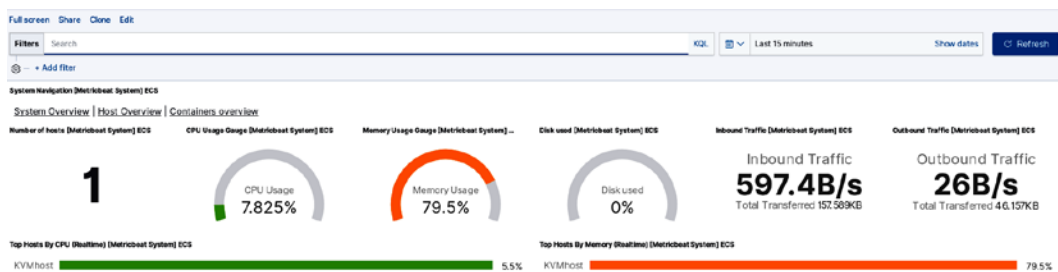 Full screen Share Clone Edit
Filters Search KQL Last 15 minutes Show dates Refresh
+ Add filter
System Navigation [Metricbeat System] ECS
System Overview | Host Overview | Containers overview
Number of hosts [Metricbeat System] ECS CPU Usage Gauge [Metricbeat System] ECS Memory Usage Gauge [Metricbeat System] ... Disk used [Metricbeat System] ECS Inbound Traffic [Metricbeat System] ECS Outbound Traffic [Metricbeat System] ECS
1
CPU Usage
7.825%
Memory Usage
79.5%
Disk used
0%
Inbound Traffic
597.4B/s
Total Transferred 157.589KB
Outbound Traffic
26B/s
Total Transferred 46.157KB
Top Hosts By CPU (Realtime) [Metricbeat System] ECS Top Hosts By Memory (Realtime) [Metricbeat System] ECS
KVMhost 5.5% KVMhost 79.5%